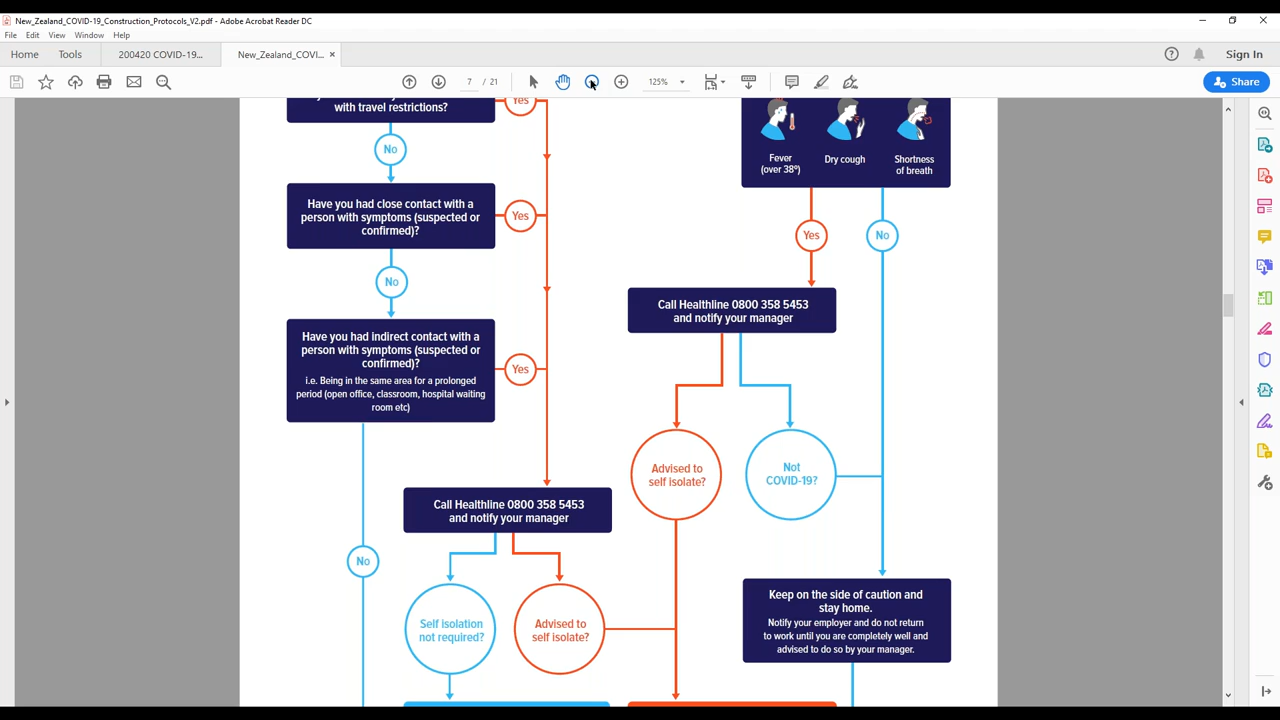 New_Zealand_COVID-19_Construction_Protocols_V2.pdf - Adobe Acrobat Reader DC
File Edit View Window Help
Home Tools 200420 COVID-19... New_Zealand_COVI... × Sign In
7 / 21 125% Share
with travel restrictions?
Yes
No
Have you had close contact with a
person with symptoms (suspected or
confirmed)?
Yes
No
Have you had indirect contact with a
person with symptoms (suspected or
confirmed)?
i.e. Being in the same area for a prolonged
period (open office, classroom, hospital waiting
room etc)
Yes
No
Call Healthline 0800 358 5453
and notify your manager
Self isolation
not required?
Advised to
self isolate?
Fever
(over 38º)
Dry cough
Shortness
of breath
Yes
No
Call Healthline 0800 358 5453
and notify your manager
Advised to
self isolate?
Not
COVID-19?
Keep on the side of caution and
stay home.
Notify your employer and do not return
to work until you are completely well and
advised to do so by your manager.